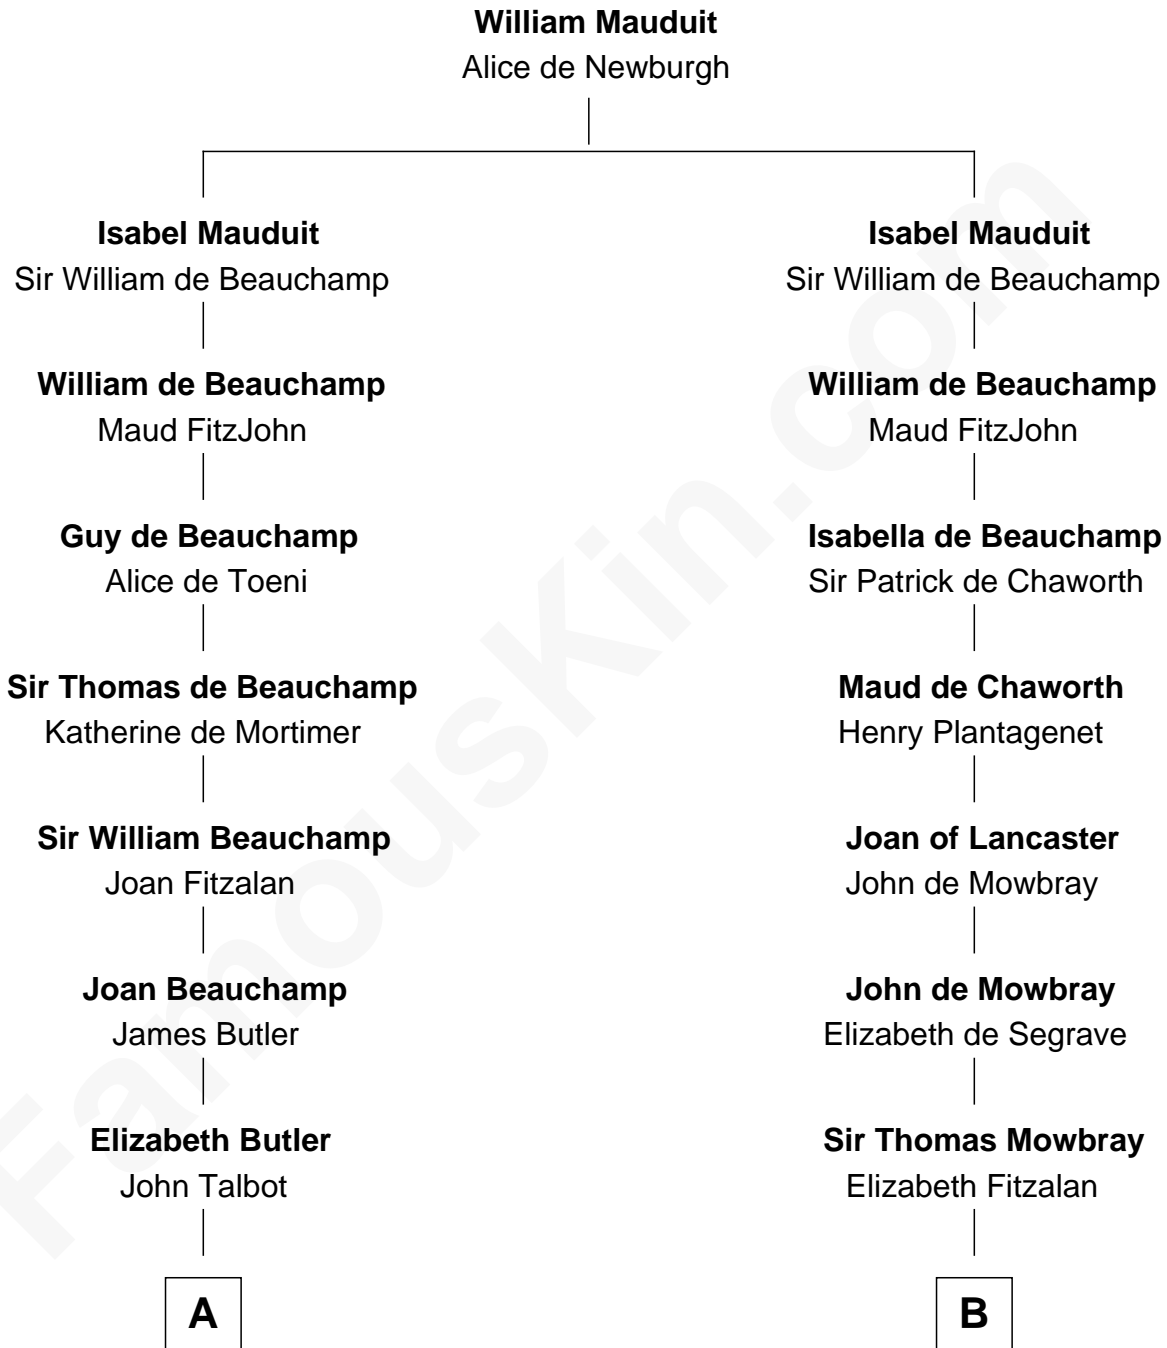 William Mauduit
Alice de Newburgh
Isabel Mauduit
Sir William de Beauchamp
Isabel Mauduit
Sir William de Beauchamp
William de Beauchamp
Maud FitzJohn
William de Beauchamp
Maud FitzJohn
Guy de Beauchamp
Alice de Toeni
Isabella de Beauchamp
Sir Patrick de Chaworth
Sir Thomas de Beauchamp
Katherine de Mortimer
Maud de Chaworth
Henry Plantagenet
Sir William Beauchamp
Joan Fitzalan
Joan of Lancaster
John de Mowbray
Joan Beauchamp
James Butler
John de Mowbray
Elizabeth de Segrave
Elizabeth Butler
John Talbot
Sir Thomas Mowbray
Elizabeth Fitzalan
A
B
FamousKin.com